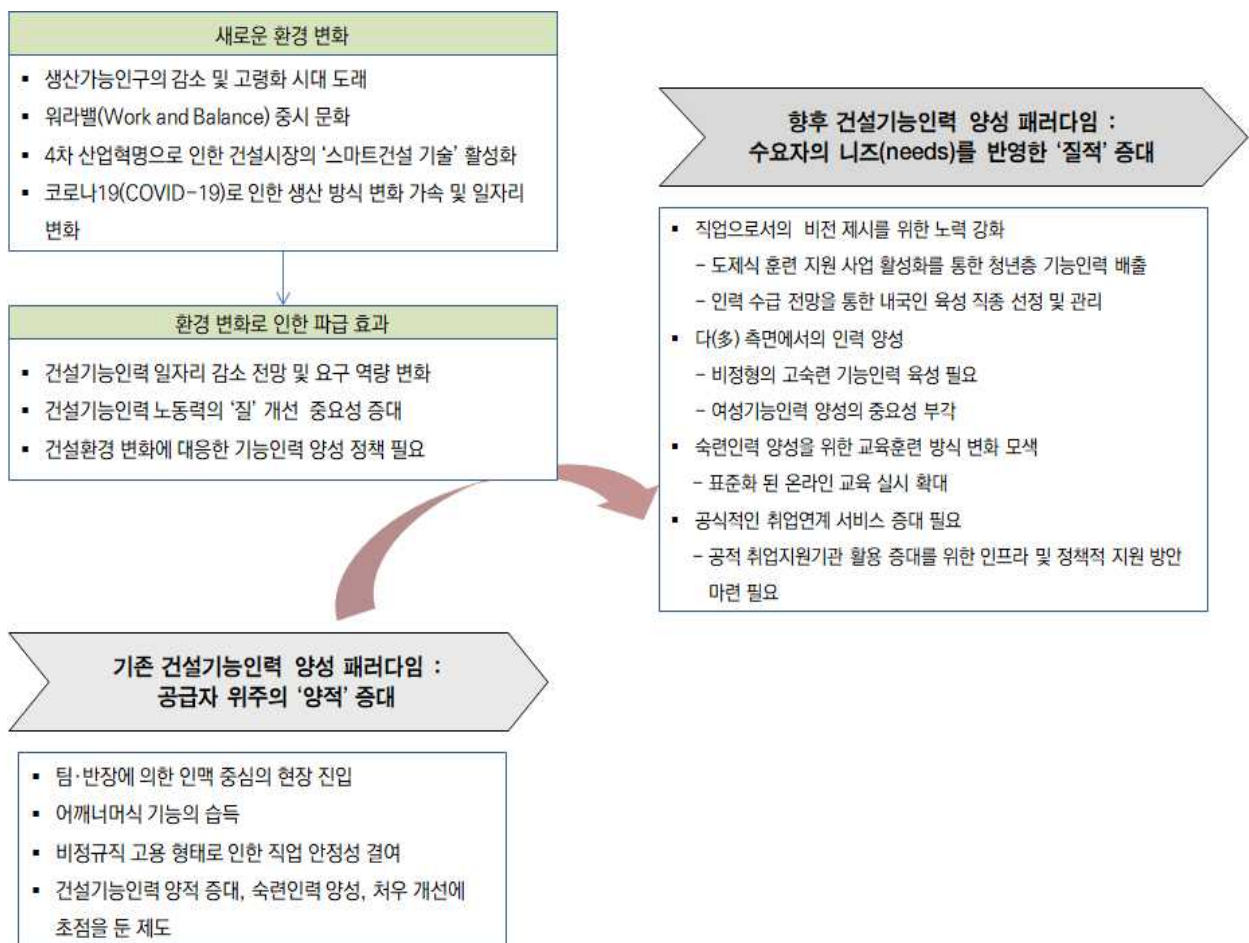 새로운 환경 변화
▪ 생산가능인구의 감소 및 고령화 시대 도래
▪ 워라밸(Work and Balance) 중시 문화
▪ 4차 산업혁명으로 인한 건설시장의 ‘스마트건설 기술’ 활성화
▪ 코로나19(COVID-19)로 인한 생산 방식 변화 가속 및 일자리
변화
환경 변화로 인한 파급 효과
▪ 건설기능인력 일자리 감소 전망 및 요구 역량 변화
▪ 건설기능인력 노동력의 ‘질’ 개선 중요성 증대
▪ 건설환경 변화에 대응한 기능인력 양성 정책 필요
기존 건설기능인력 양성 패러다임 :
공급자 위주의 ‘양적’ 증대
▪ 팀·반장에 의한 인맥 중심의 현장 진입
▪ 어깨너머식 기능의 습득
▪ 비정규직 고용 형태로 인한 직업 안정성 결여
▪ 건설기능인력 양적 증대, 숙련인력 양성, 처우 개선에
초점을 둔 제도
향후 건설기능인력 양성 패러다임 :
수요자의 니즈(needs)를 반영한 ‘질적’ 증대
▪ 직업으로서의 비전 제시를 위한 노력 강화
– 도제식 훈련 지원 사업 활성화를 통한 청년층 기능인력 배출
– 인력 수급 전망을 통한 내국인 육성 직종 선정 및 관리
▪ 다(多) 측면에서의 인력 양성
– 비정형의 고숙련 기능인력 육성 필요
– 여성기능인력 양성의 중요성 부각
▪ 숙련인력 양성을 위한 교육훈련 방식 변화 모색
– 표준화 된 온라인 교육 실시 확대
▪ 공식적인 취업연계 서비스 증대 필요
– 공적 취업지원기관 활용 증대를 위한 인프라 및 정책적 지원 방안
마련 필요